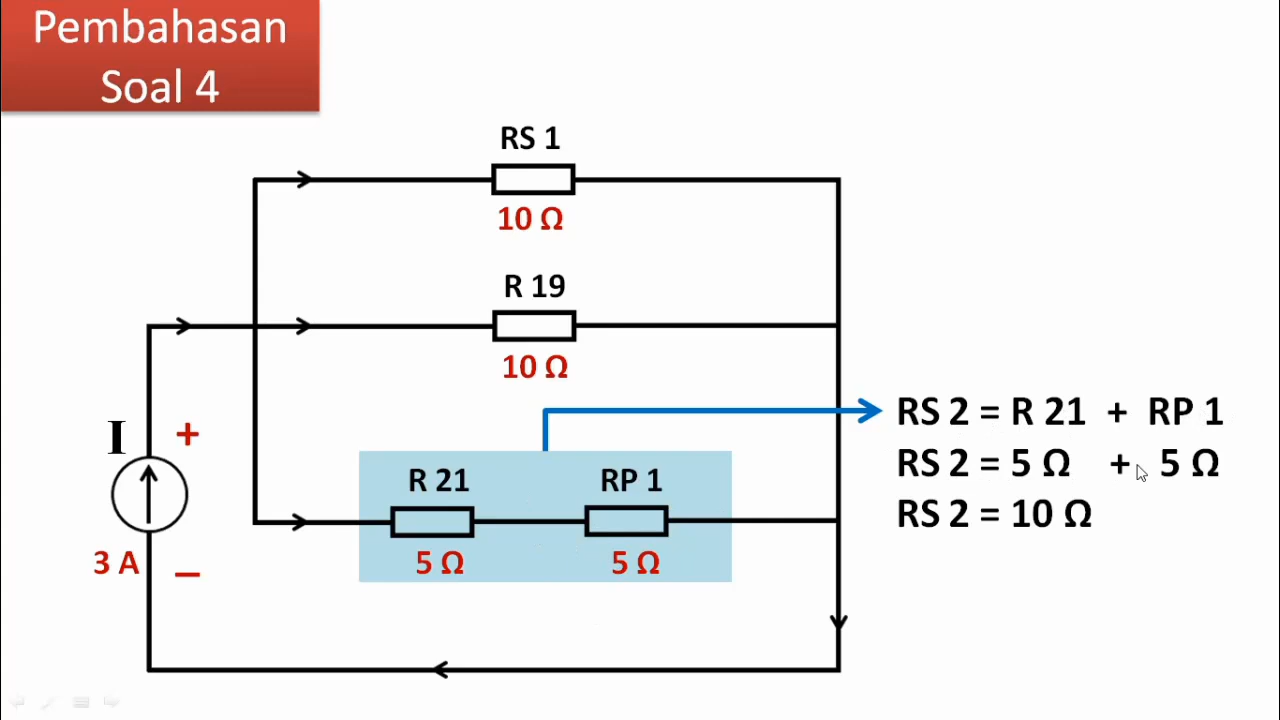 Pembahasan
Soal 4
RS 1
10 Ω
R 19
10 Ω
I
+
3 A
–
R 21
RP 1
5 Ω
5 Ω
RS 2 = R 21 + RP 1
RS 2 = 5 Ω + 5 Ω
RS 2 = 10 Ω